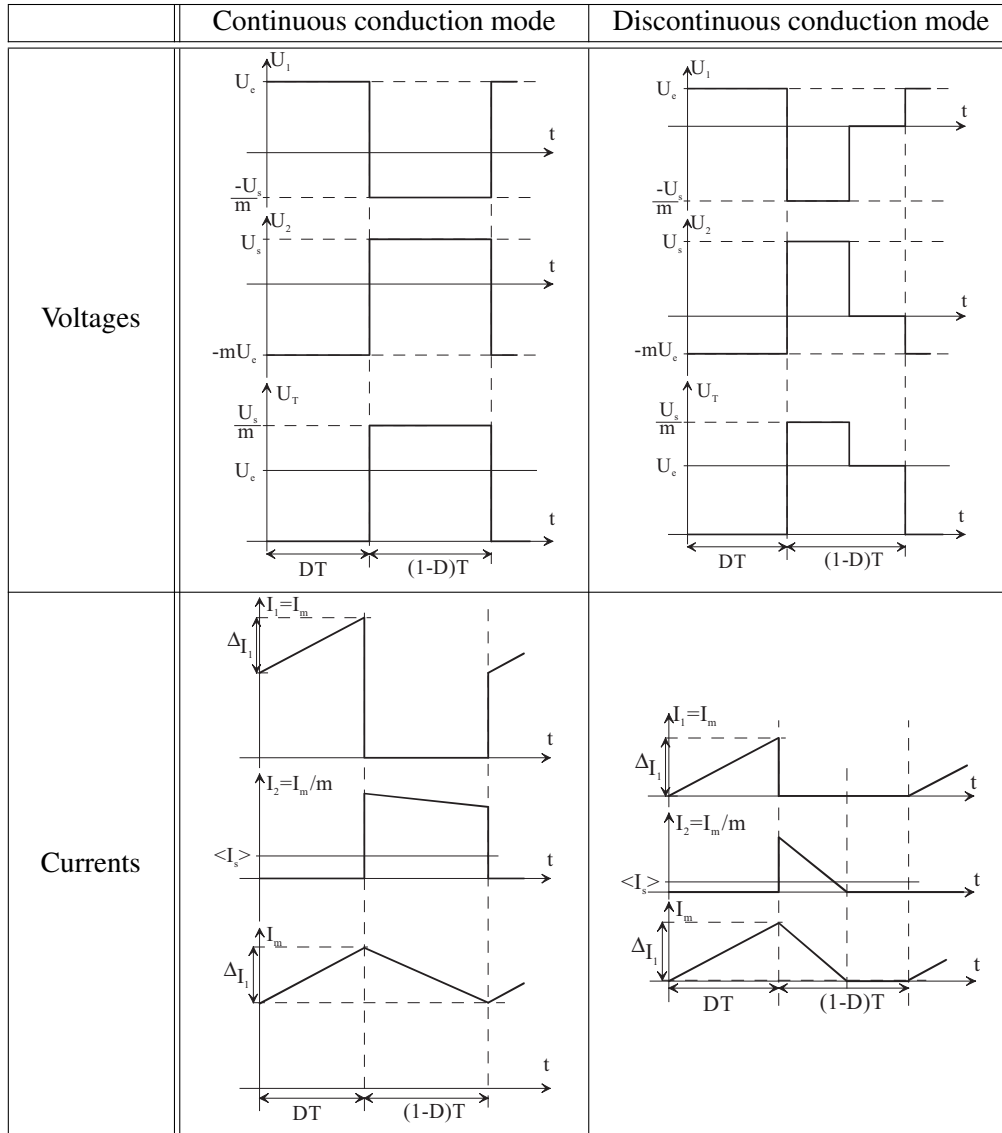 Continuous conduction mode
Discontinuous conduction mode
Voltages
U₁
Uₑ
t
-Uₛ
m
U₂
Uₛ
t
-mUₑ
U_T
Uₛ
m
Uₑ
t
DT
(1-D)T
U₁
Uₑ
t
-Uₛ
m
U₂
Uₛ
t
-mUₑ
U_T
Uₛ
m
Uₑ
t
DT
(1-D)T
Currents
I₁=Iₘ
ΔI₁
t
I₂=Iₘ/m
<Iₛ>
t
Iₘ
ΔI₁
t
DT
(1-D)T
I₁=Iₘ
ΔI₁
t
I₂=Iₘ/m
<Iₛ>
t
Iₘ
ΔI₁
t
DT
(1-D)T